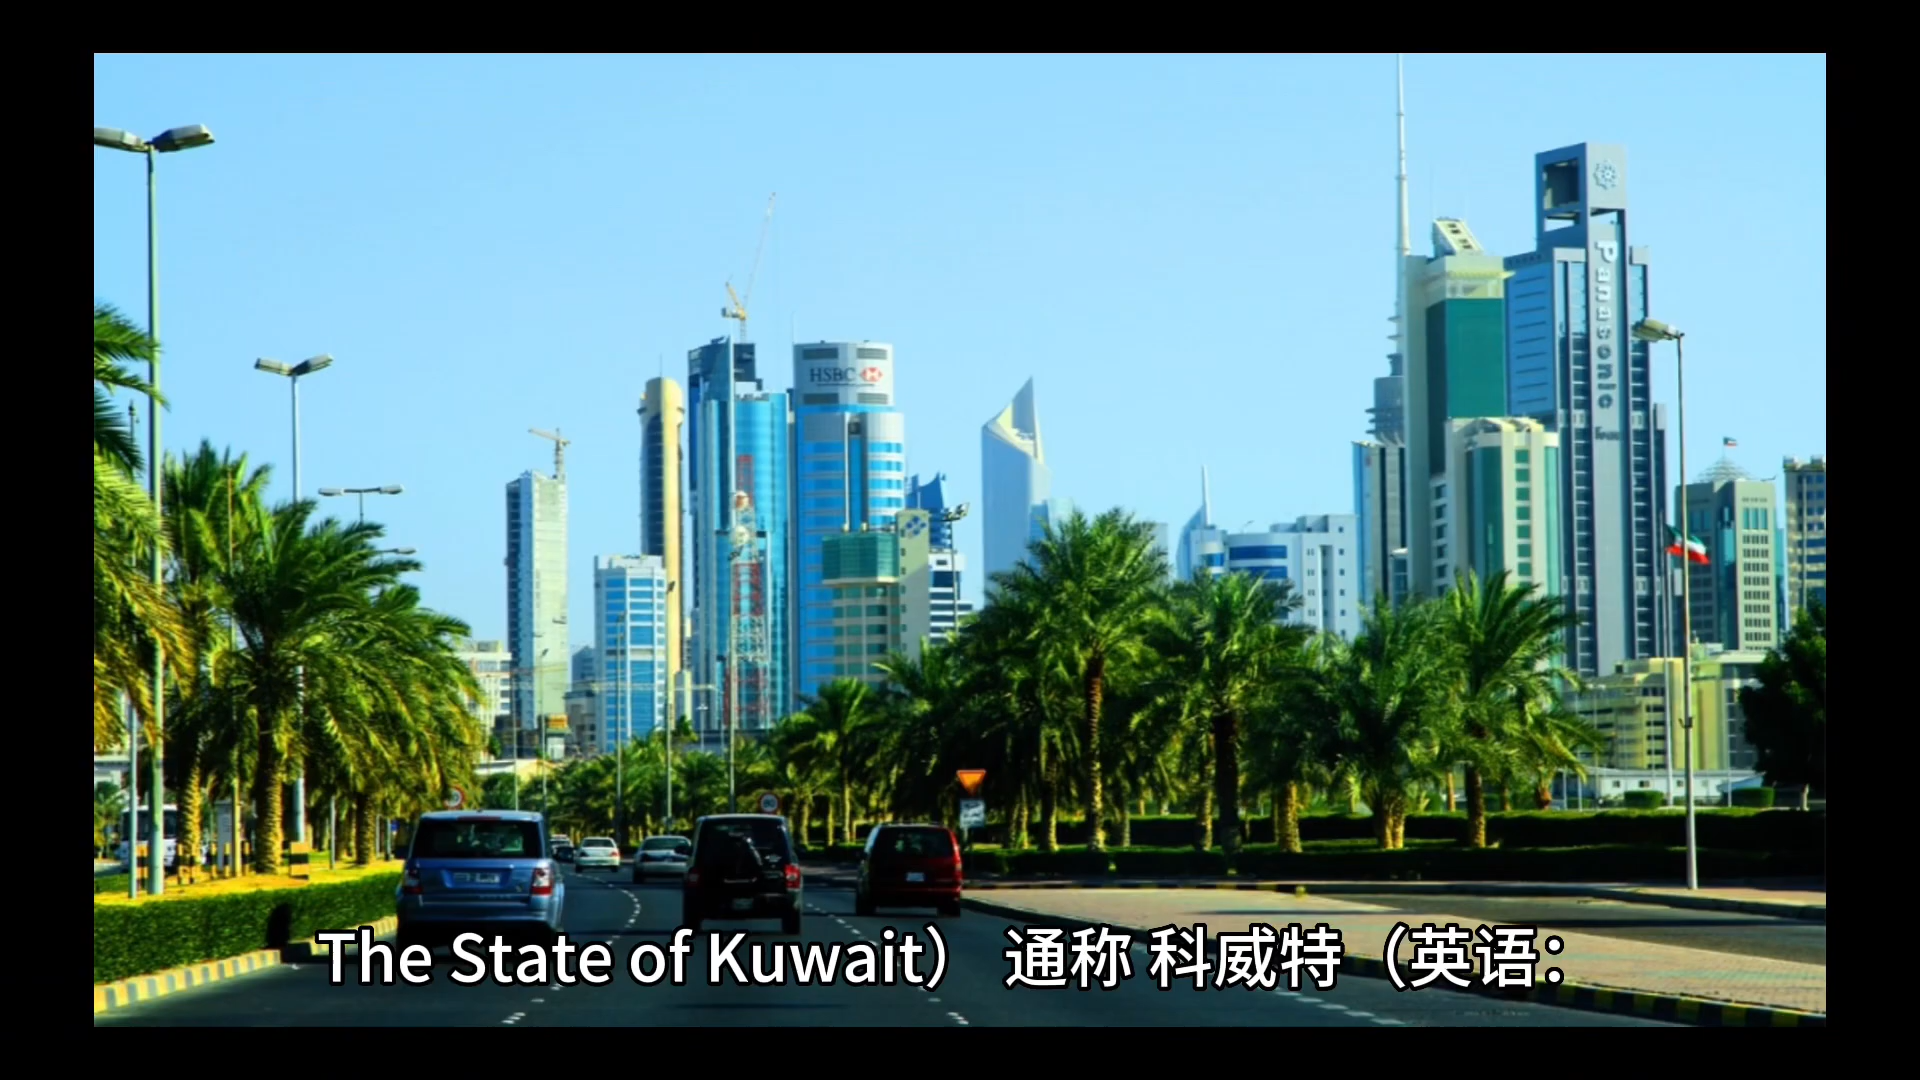 HSBC
Panasonic
The State of Kuwait） 通称 科威特（英语：